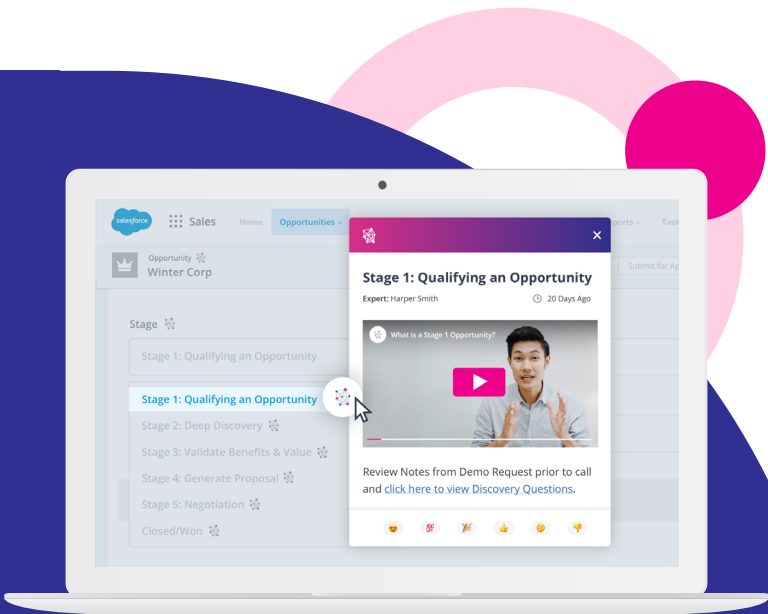 salesforce
Sales
Home
Opportunities
Opportunity
Winter Corp
Stage
Stage 1: Qualifying an Opportunity
Stage 1: Qualifying an Opportunity
Stage 2: Deep Discovery
Stage 3: Validate Benefits & Value
Stage 4: Generate Proposal
Stage 5: Negotiation
Closed/Won
Stage 1: Qualifying an Opportunity
Expert: Harper Smith
20 Days Ago
What is a Stage 1 Opportunity?
Review Notes from Demo Request prior to call
and click here to view Discovery Questions.
Submit for